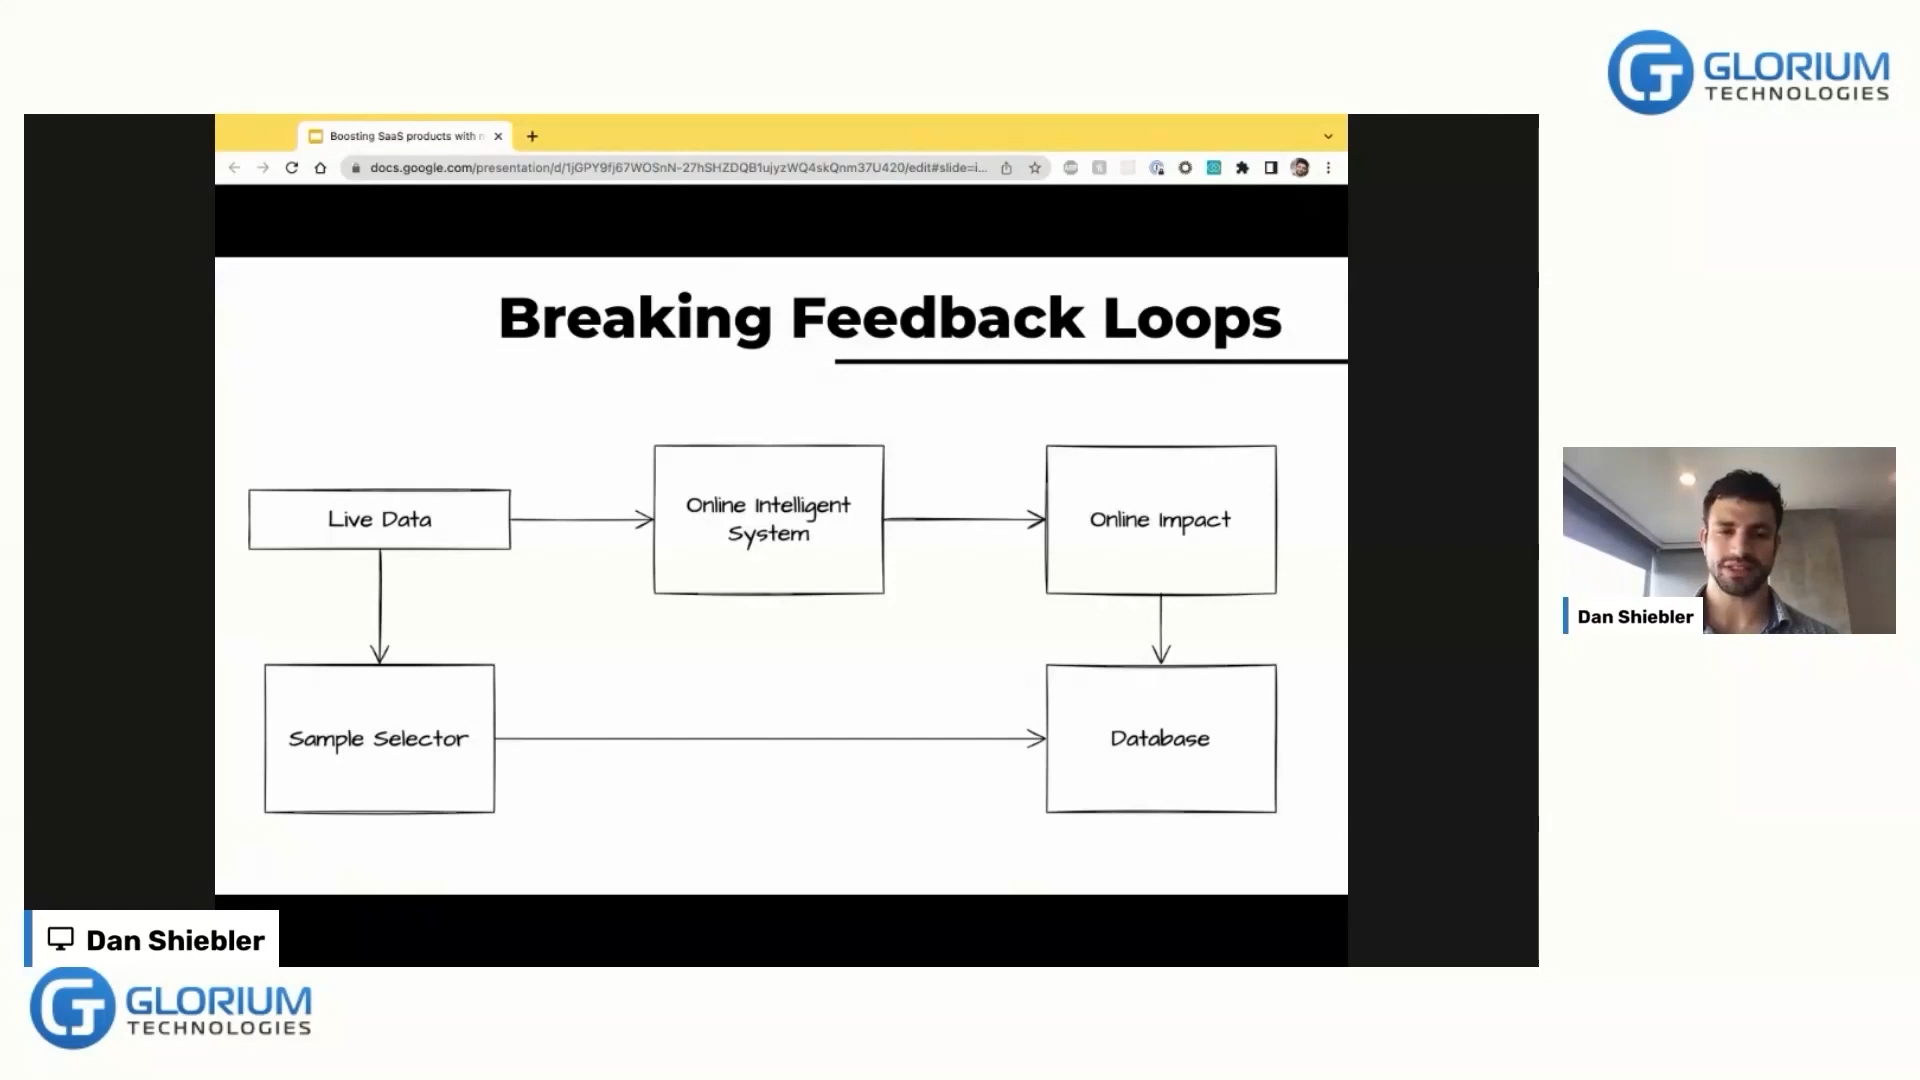 GLORIUM
TECHNOLOGIES
Boosting SaaS products with
docs.google.com/presentation/d/1jGPY9fj67WOSnN-27hSHZDQB1ujyzWQ4skQnm37U420/edit#slide=i...
Breaking Feedback Loops
Live Data
Online Intelligent
System
Online Impact
Sample Selector
Database
Dan Shiebler
Dan Shiebler
GLORIUM
TECHNOLOGIES